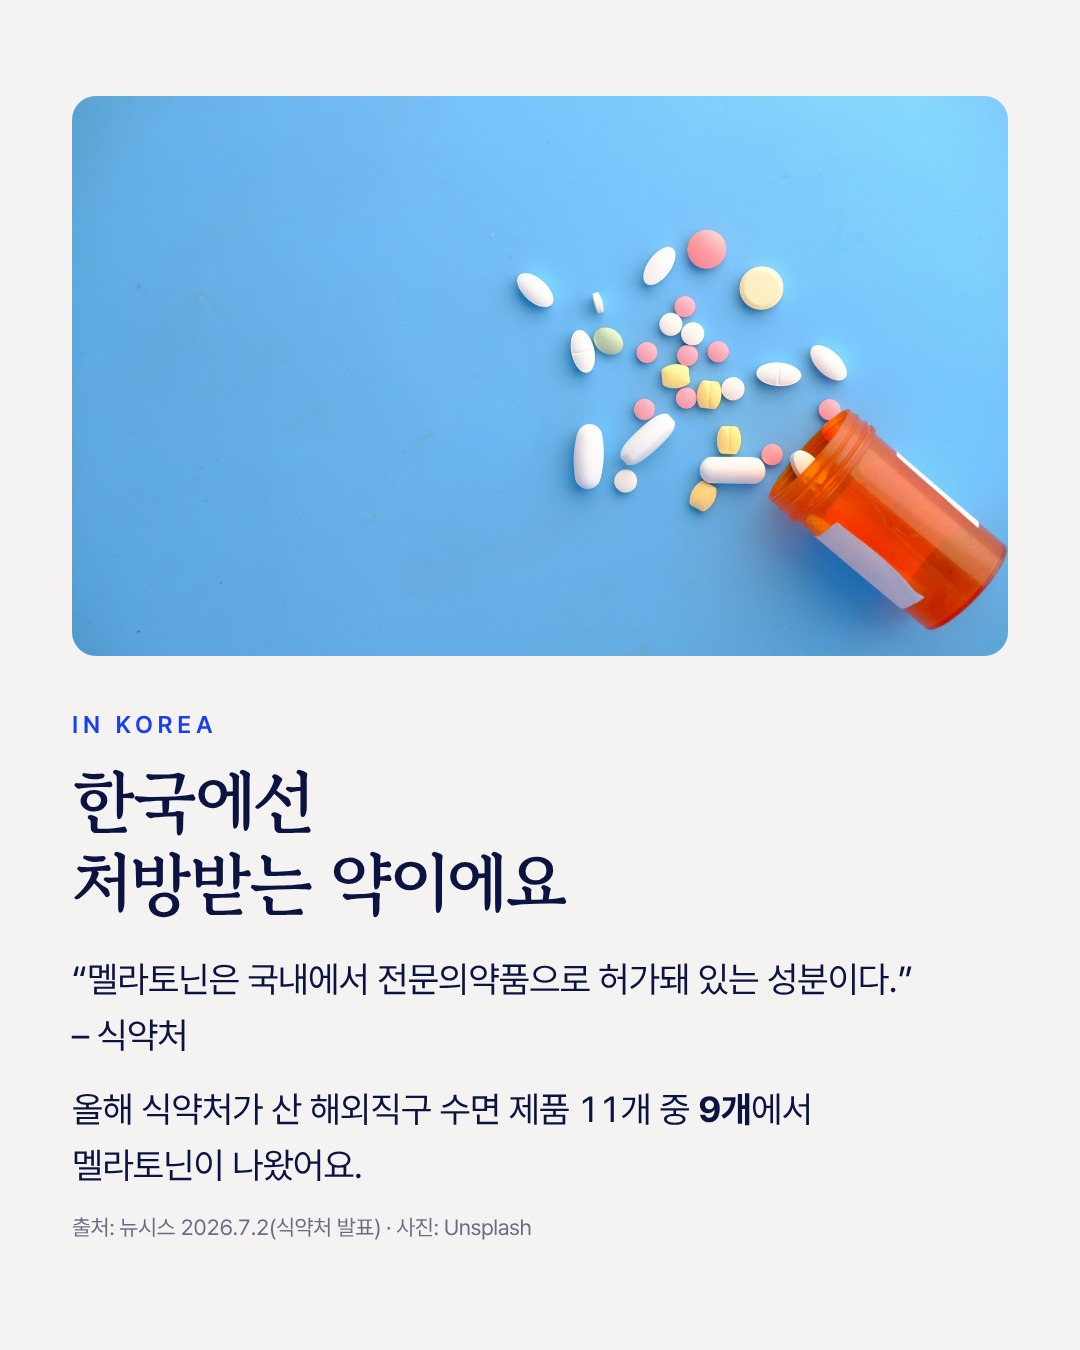 IN KOREA
한국에선
처방받는 약이에요
“멜라토닌은 국내에서 전문의약품으로 허가돼 있는 성분이다.”
– 식약처
올해 식약처가 산 해외직구 수면 제품 11개 중 9개에서
멜라토닌이 나왔어요.
출처: 뉴시스 2026.7.2(식약처 발표) · 사진: Unsplash